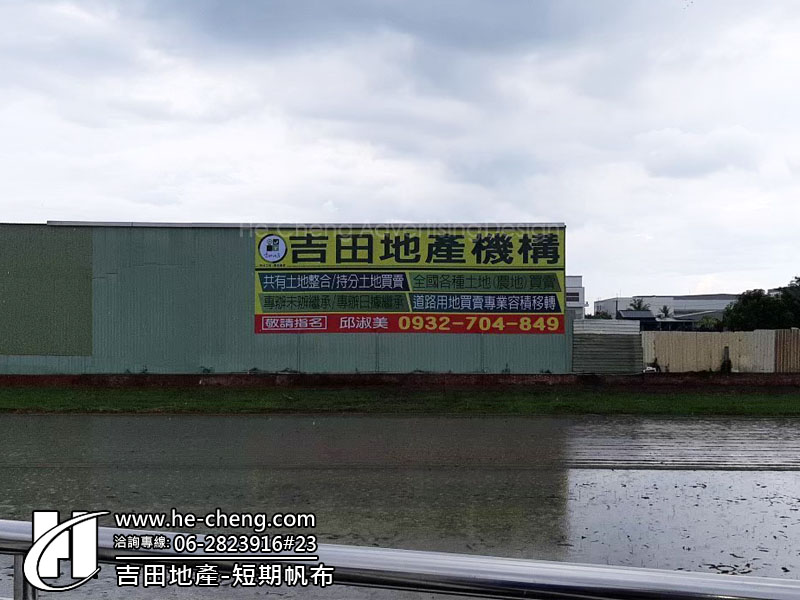 He-Cheng Advertising Design
吉田地產機構
共有土地整合/持分土地買賣 全國各種土地(農地)買賣
專辦未辦繼承/專辦日據繼承 道路用地買賣專業容積移轉
敬請指名 邱淑美 0932-704-849
www.he-cheng.com
洽詢專線: 06-2823916#23
吉田地產-短期帆布